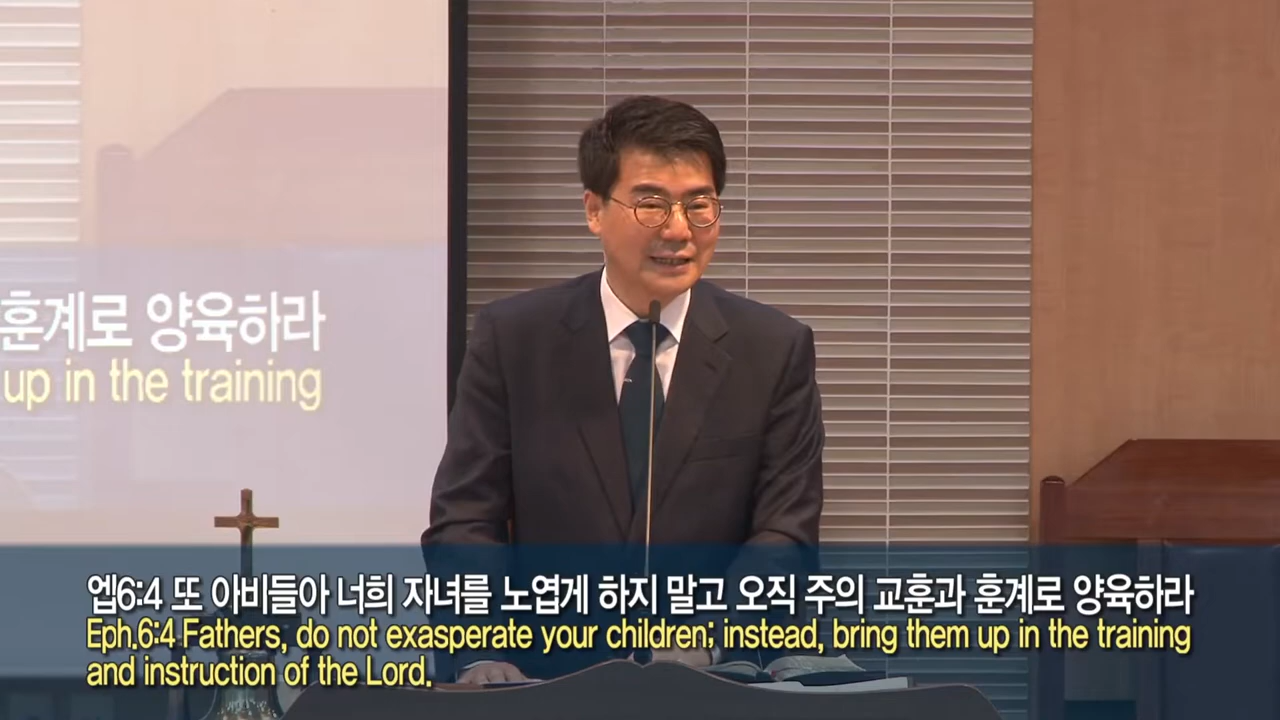 훈계로 양육하라
up in the training
엡6:4 또 아비들아 너희 자녀를 노엽게 하지 말고 오직 주의 교훈과 훈계로 양육하라
Eph.6:4 Fathers, do not exasperate your children; instead, bring them up in the training
and instruction of the Lord.